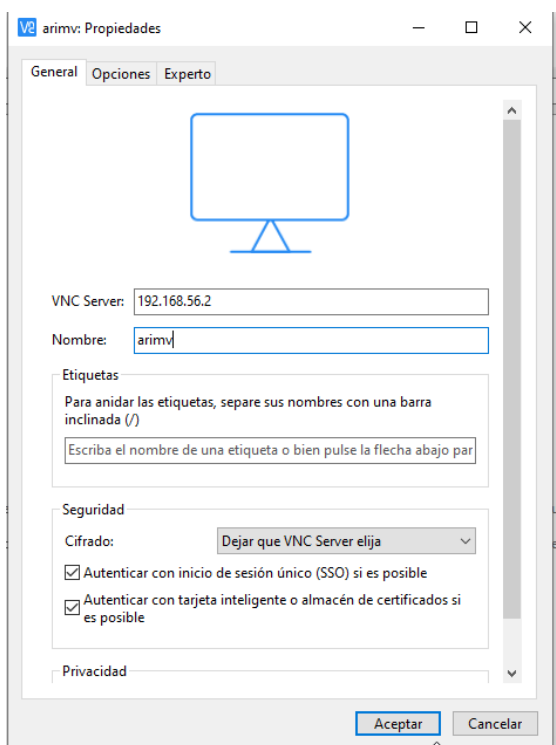 V2 arimv: Propiedades
General Opciones Experto
VNC Server: 192.168.56.2
Nombre: arimv
Etiquetas
Para anidar las etiquetas, separe sus nombres con una barra
inclinada (/)
Escriba el nombre de una etiqueta o bien pulse la flecha abajo par
Seguridad
Cifrado: Dejar que VNC Server elija
Autenticar con inicio de sesión único (SSO) si es posible
Autenticar con tarjeta inteligente o almacén de certificados si
es posible
Privacidad
Aceptar Cancelar